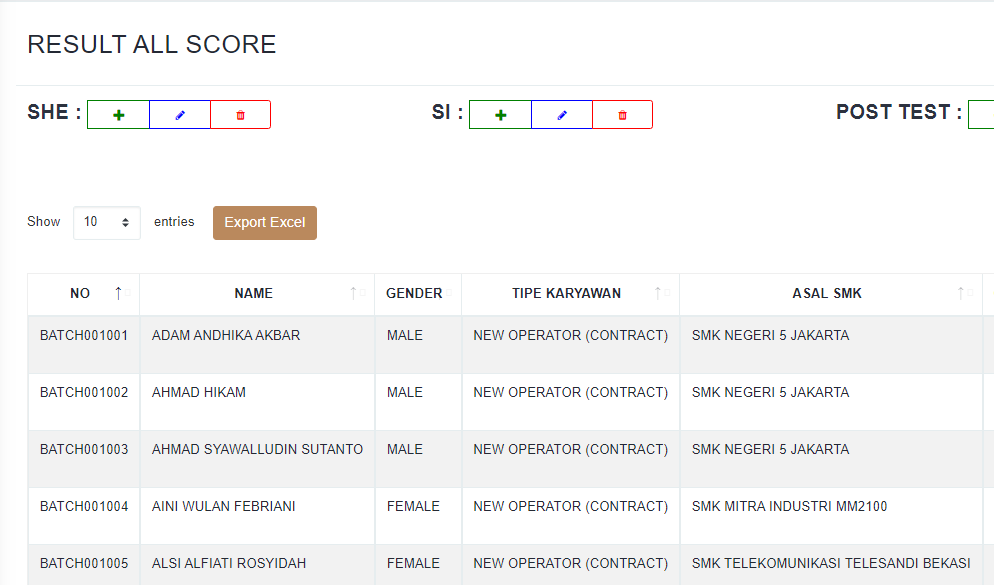 RESULT ALL SCORE
SHE : SI : POST TEST :
Show 10 entries Export Excel
NO NAME GENDER TIPE KARYAWAN ASAL SMK
BATCH001001 ADAM ANDHIKA AKBAR MALE NEW OPERATOR (CONTRACT) SMK NEGERI 5 JAKARTA
BATCH001002 AHMAD HIKAM MALE NEW OPERATOR (CONTRACT) SMK NEGERI 5 JAKARTA
BATCH001003 AHMAD SYAWALLUDIN SUTANTO MALE NEW OPERATOR (CONTRACT) SMK NEGERI 5 JAKARTA
BATCH001004 AINI WULAN FEBRIANI FEMALE NEW OPERATOR (CONTRACT) SMK MITRA INDUSTRI MM2100
BATCH001005 ALSI ALFIATI ROSYIDAH FEMALE NEW OPERATOR (CONTRACT) SMK TELEKOMUNIKASI TELESANDI BEKASI